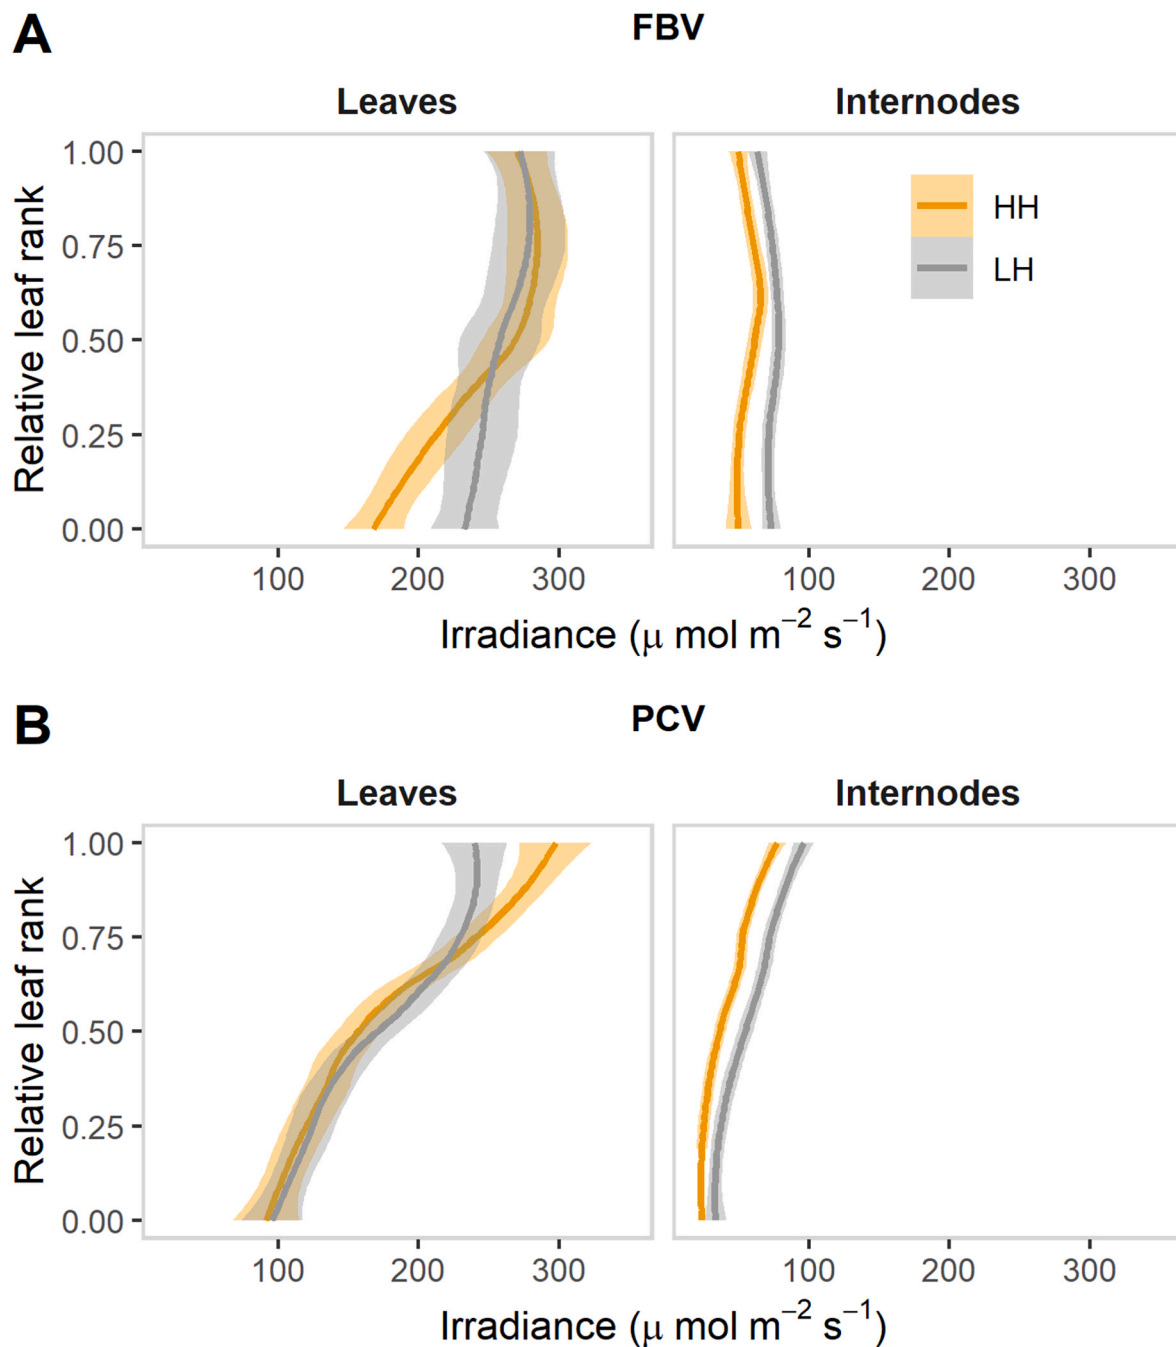 A
FBV
Leaves
Internodes
Relative leaf rank
1.00
0.75
0.50
0.25
0.00
HH
LH
100
200
300
100
200
300
Irradiance (μ mol m⁻² s⁻¹)
B
PCV
Leaves
Internodes
Relative leaf rank
1.00
0.75
0.50
0.25
0.00
100
200
300
100
200
300
Irradiance (μ mol m⁻² s⁻¹)